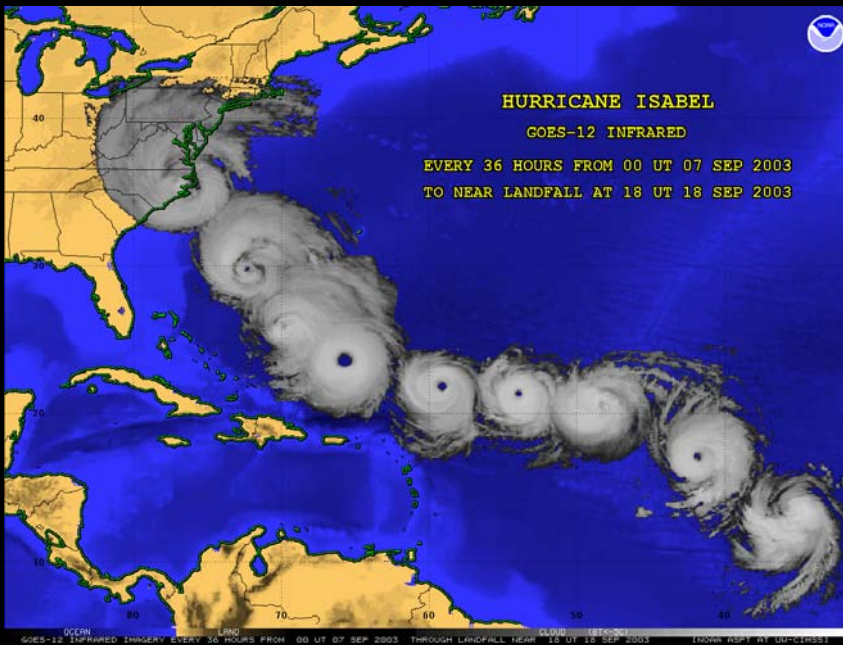 NOAA
HURRICANE ISABEL
GOES-12 INFRARED
EVERY 36 HOURS FROM 00 UT 07 SEP 2003
TO NEAR LANDFALL AT 18 UT 18 SEP 2003
40
30
20
10
80 70 60 50 40
OCEAN LAND CLOUD (BTK-5C)
GOES-12 INFRARED IMAGERY EVERY 36 HOURS FROM 00 UT 07 SEP 2003 THROUGH LANDFALL NEAR 18 UT 18 SEP 2003 [NOAA ASPT AT UW-CIMSS]